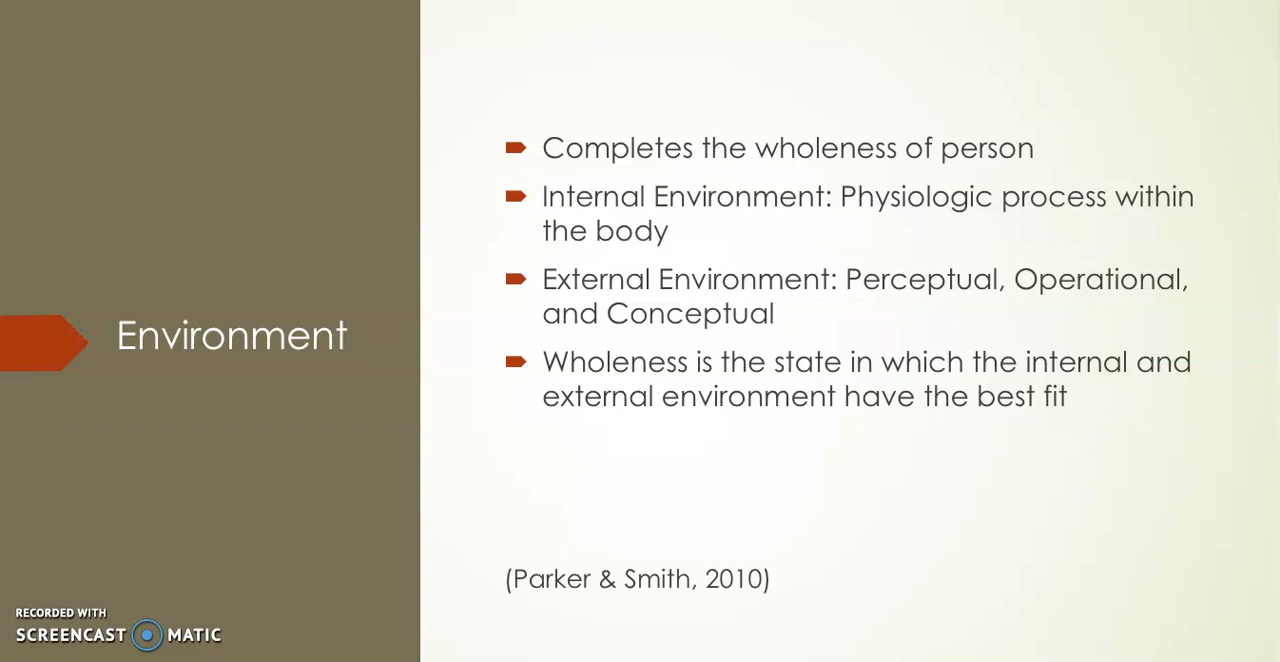 Environment
Completes the wholeness of person
Internal Environment: Physiologic process within
the body
External Environment: Perceptual, Operational,
and Conceptual
Wholeness is the state in which the internal and
external environment have the best fit
(Parker & Smith, 2010)
RECORDED WITH
SCREENCAST MATIC